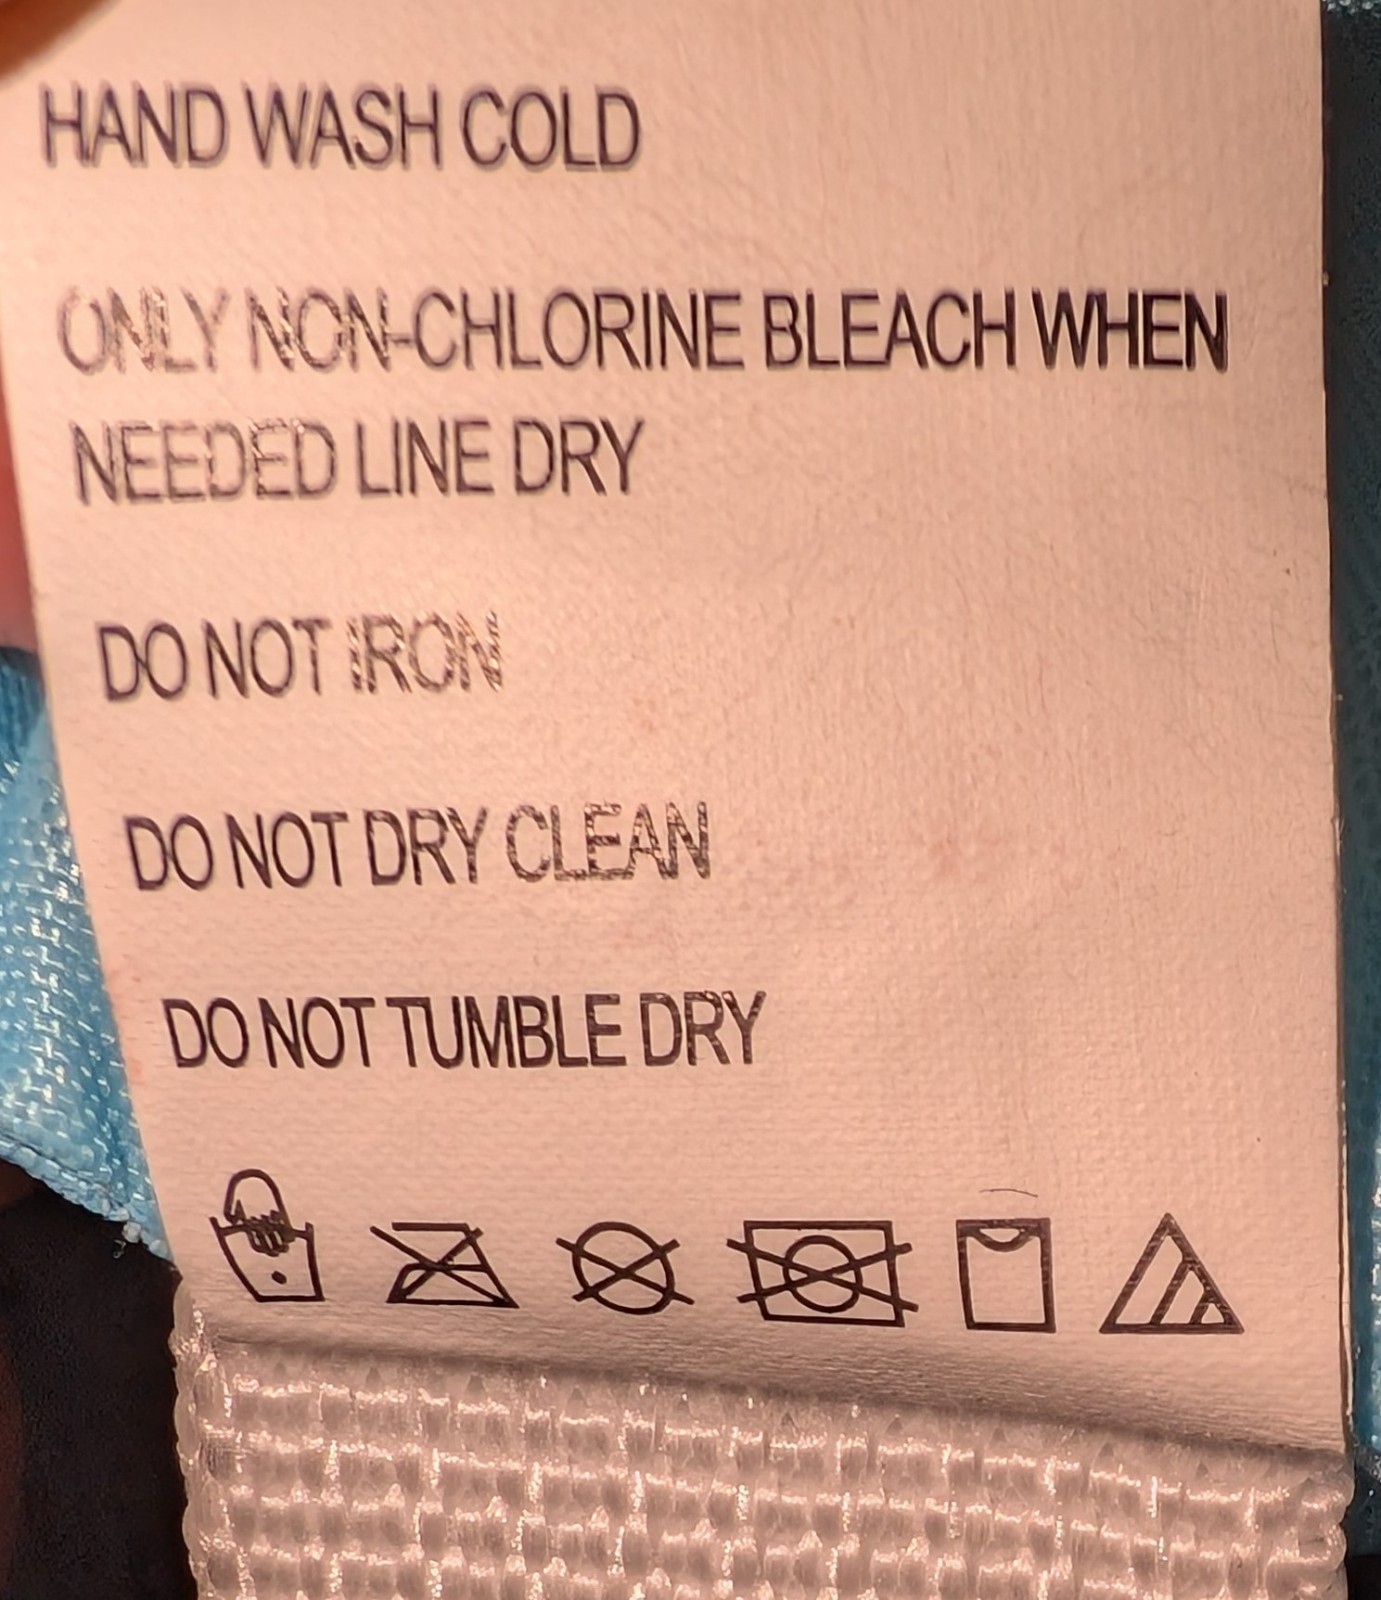 HAND WASH COLD
ONLY NON-CHLORINE BLEACH WHEN
NEEDED LINE DRY
DO NOT IRON
DO NOT DRY CLEAN
DO NOT TUMBLE DRY